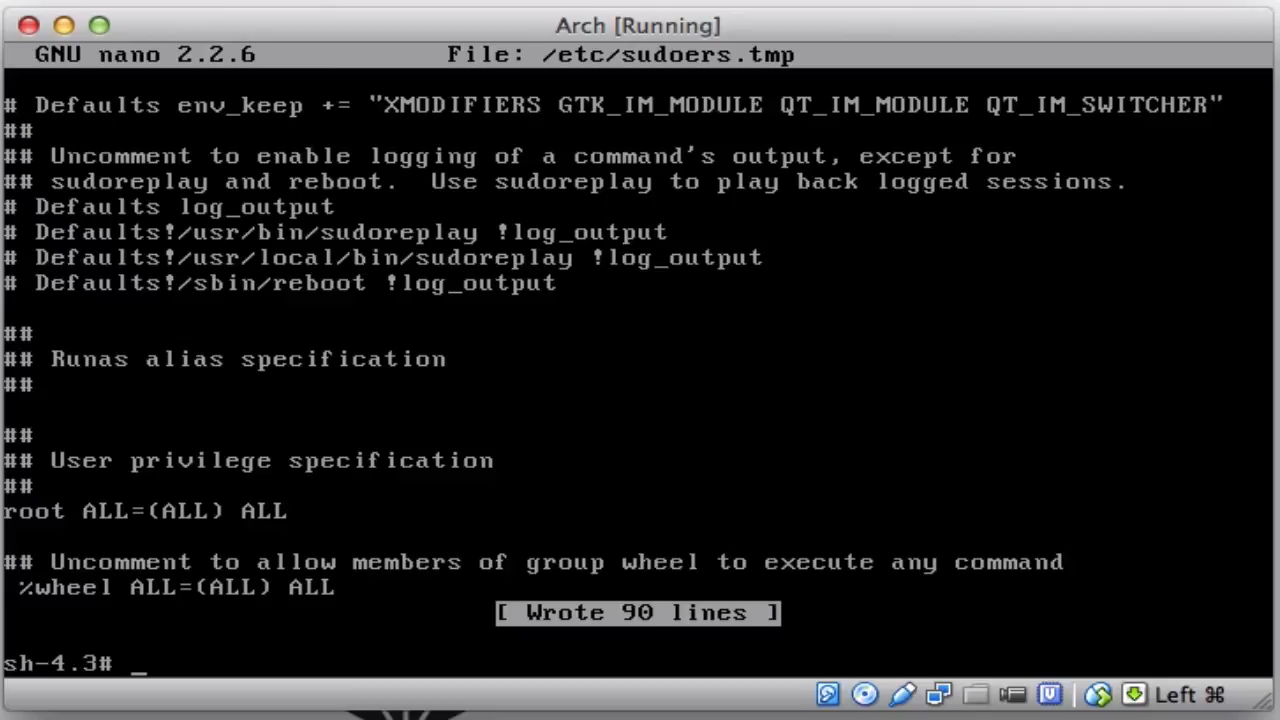 Arch [Running]
GNU nano 2.2.6 File: /etc/sudoers.tmp
# Defaults env_keep += "XMODIFIERS GTK_IM_MODULE QT_IM_MODULE QT_IM_SWITCHER"
##
## Uncomment to enable logging of a command's output, except for
## sudoreplay and reboot.  Use sudoreplay to play back logged sessions.
# Defaults log_output
# Defaults!/usr/bin/sudoreplay !log_output
# Defaults!/usr/local/bin/sudoreplay !log_output
# Defaults!/sbin/reboot !log_output
##
## Runas alias specification
##
##
## User privilege specification
##
root ALL=(ALL) ALL
## Uncomment to allow members of group wheel to execute any command
%wheel ALL=(ALL) ALL
[ Wrote 90 lines ]
sh-4.3# _
Left ⌘